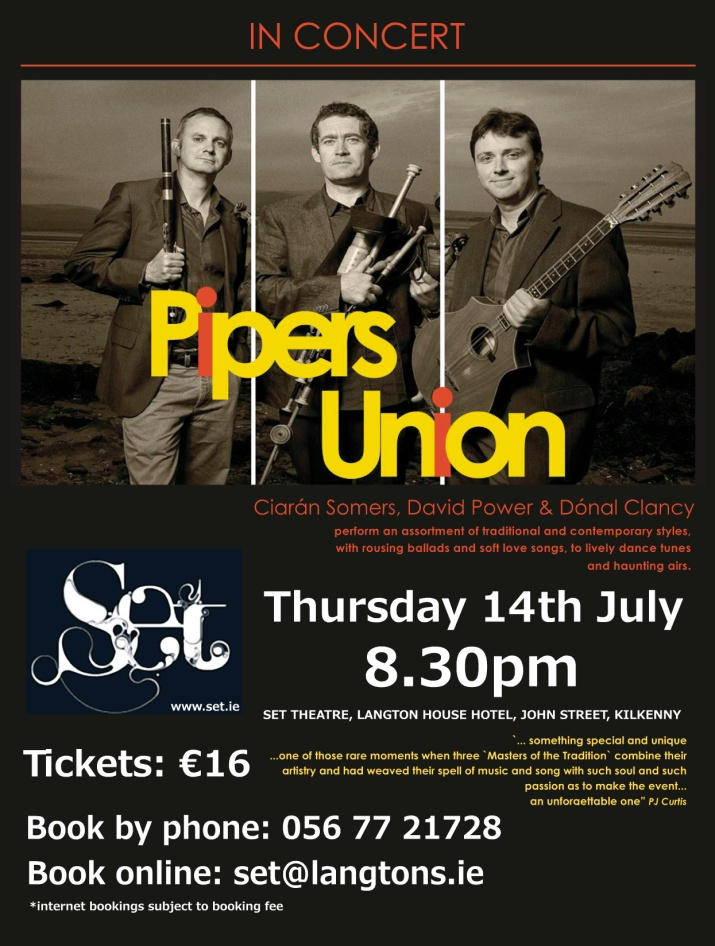 IN CONCERT
Pipers
Union
Ciarán Somers, David Power & Dónal Clancy
perform an assortment of traditional and contemporary styles,
with rousing ballads and soft love songs, to lively dance tunes
and haunting airs.
Set
www.set.ie
Thursday 14th July
8.30pm
SET THEATRE, LANGTON HOUSE HOTEL, JOHN STREET, KILKENNY
`... something special and unique
...one of those rare moments when three `Masters of the Tradition` combine their
artistry and had weaved their spell of music and song with such soul and such
passion as to make the event...
an unforgettable one" PJ Curtis
Tickets: €16
Book by phone: 056 77 21728
Book online: set@langtons.ie
*internet bookings subject to booking fee